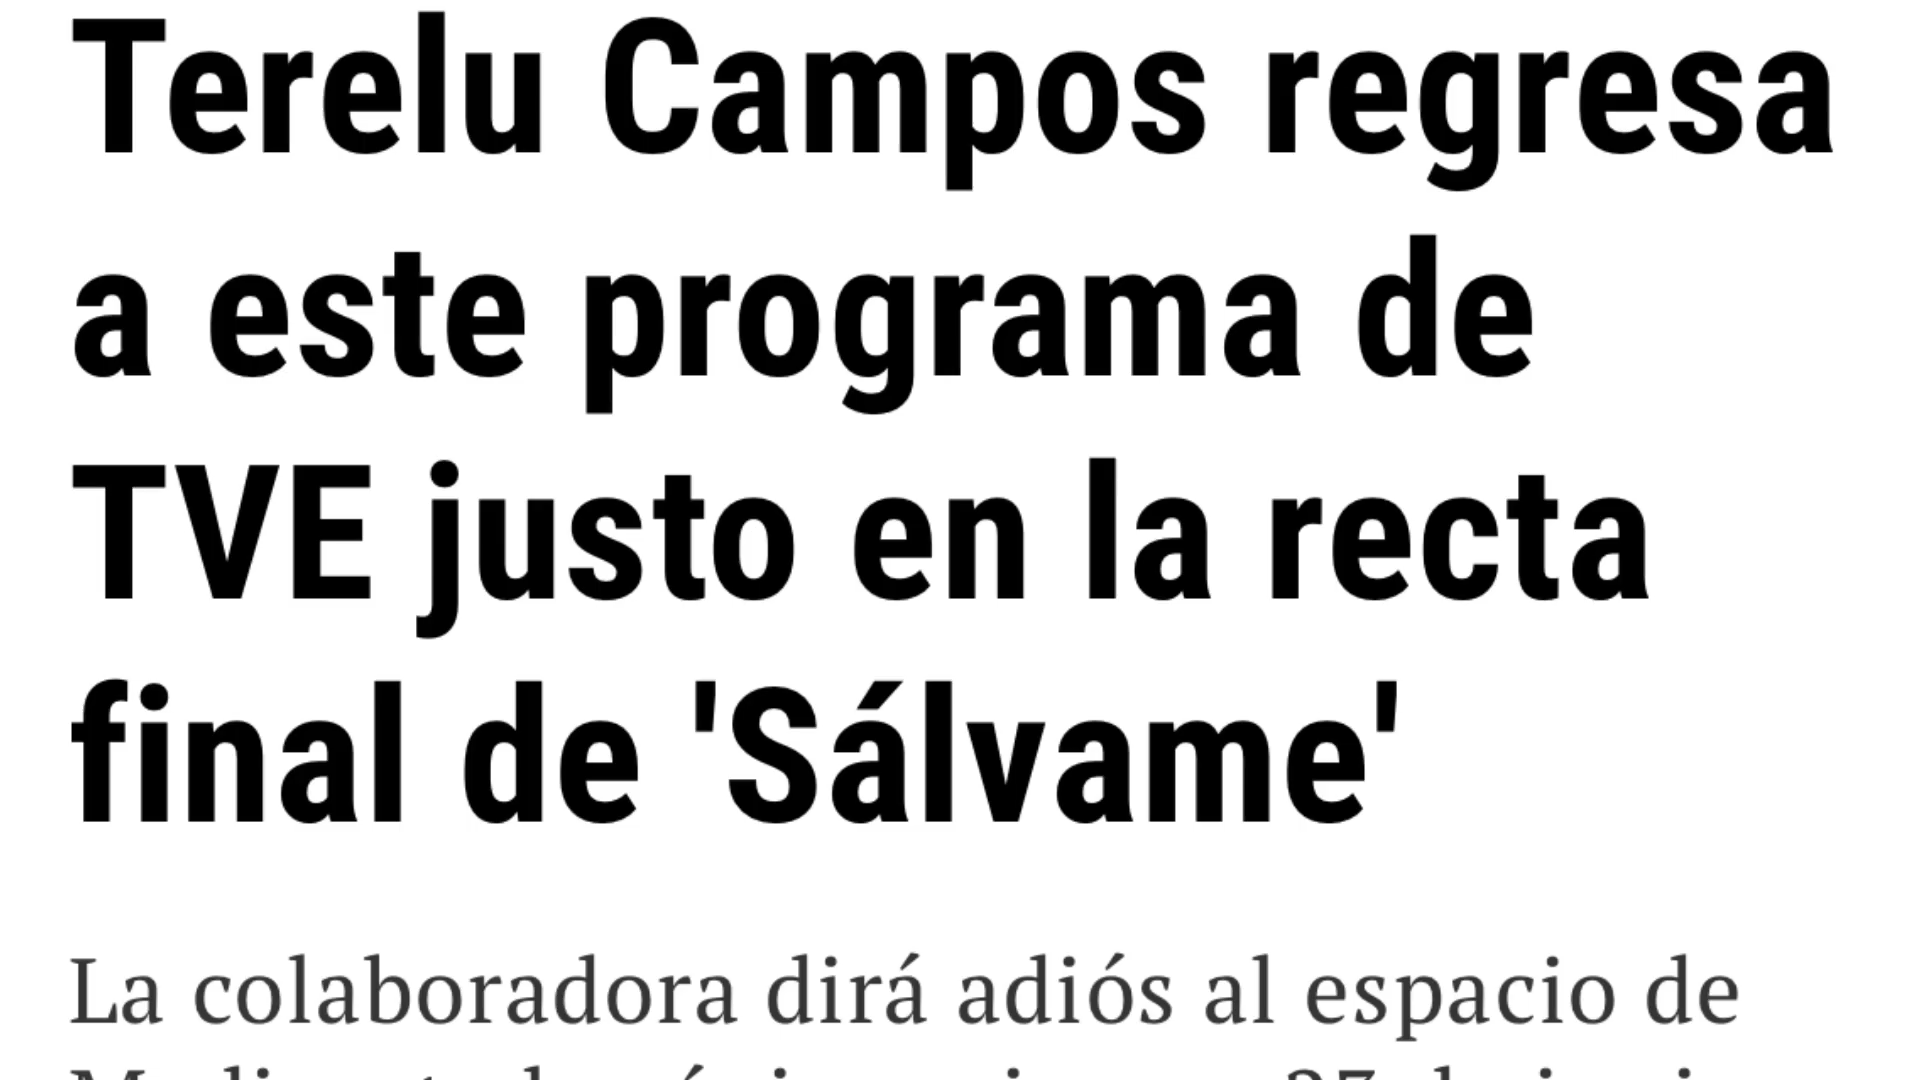 Terelu Campos regresa
a este programa de
TVE justo en la recta
final de 'Sálvame'
La colaboradora dirá adiós al espacio de